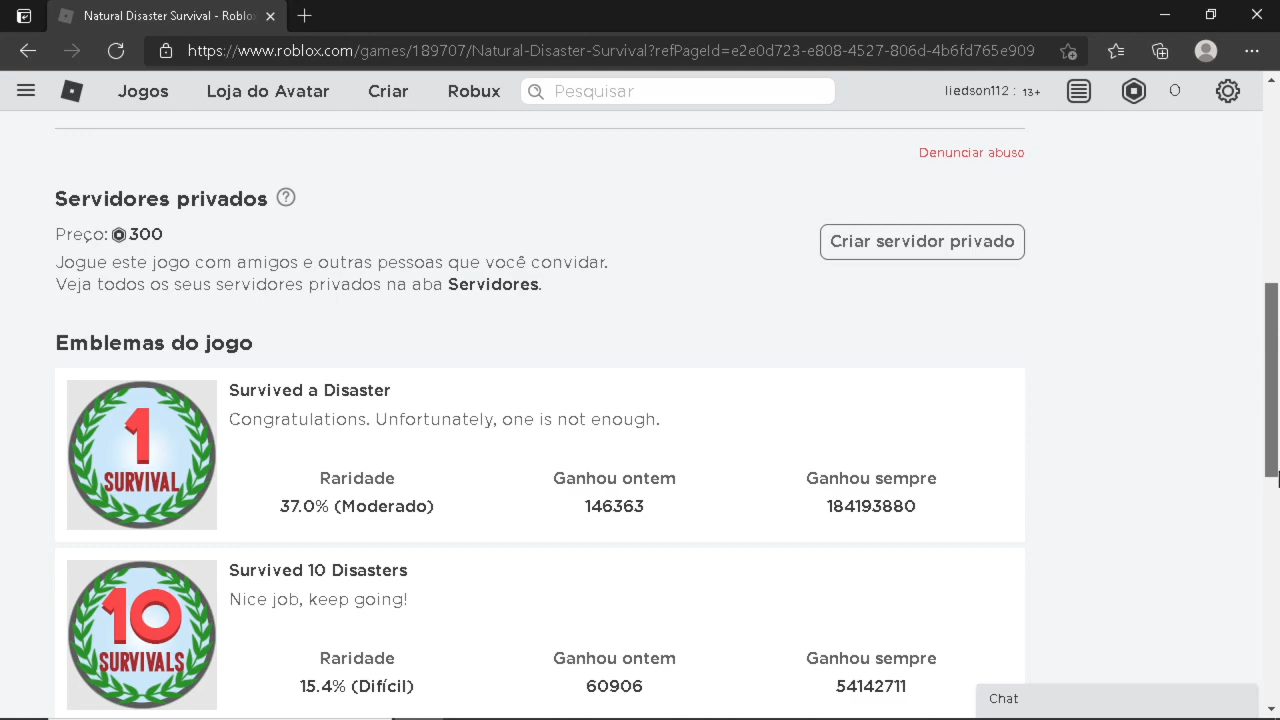 Natural Disaster Survival - Roblo
https://www.roblox.com/games/189707/Natural-Disaster-Survival?refPageId=e2e0d723-e808-4527-806d-4b6fd765e909
Jogos Loja do Avatar Criar Robux Pesquisar liedson112 : 13+ 0
Denunciar abuso
Servidores privados ?
Preço: 300
Criar servidor privado
Jogue este jogo com amigos e outras pessoas que você convidar.
Veja todos os seus servidores privados na aba Servidores.
Emblemas do jogo
1
SURVIVAL
Survived a Disaster
Congratulations. Unfortunately, one is not enough.
Raridade Ganhou ontem Ganhou sempre
37.0% (Moderado) 146363 184193880
10
SURVIVALS
Survived 10 Disasters
Nice job, keep going!
Raridade Ganhou ontem Ganhou sempre
15.4% (Difícil) 60906 54142711
Chat